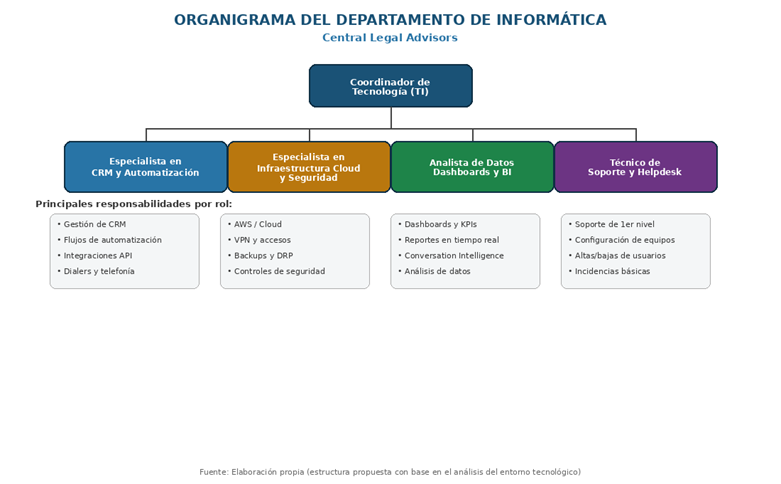 ORGANIGRAMA DEL DEPARTAMENTO DE INFORMÁTICA
Central Legal Advisors
Coordinador de
Tecnología (TI)
Especialista en
CRM y Automatización
Especialista en
Infraestructura Cloud
y Seguridad
Analista de Datos
Dashboards y BI
Técnico de
Soporte y Helpdesk
Principales responsabilidades por rol:
• Gestión de CRM
• Flujos de automatización
• Integraciones API
• Dialers y telefonía
• AWS / Cloud
• VPN y accesos
• Backups y DRP
• Controles de seguridad
• Dashboards y KPIs
• Reportes en tiempo real
• Conversation Intelligence
• Análisis de datos
• Soporte de 1er nivel
• Configuración de equipos
• Altas/bajas de usuarios
• Incidencias básicas
Fuente: Elaboración propia (estructura propuesta con base en el análisis del entorno tecnológico)